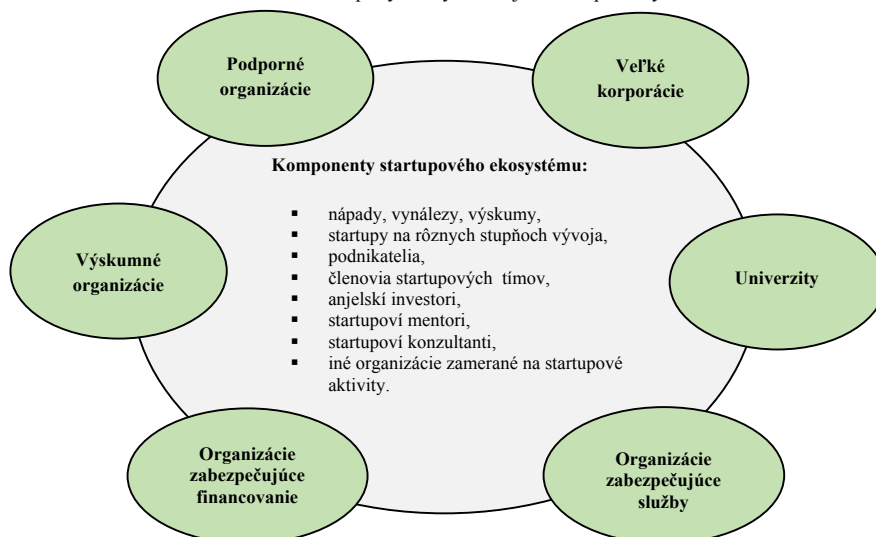 Podporné
organizácie
Veľké
korporácie
Komponenty startupového ekosystému:
▪ nápady, vynálezy, výskumy,
▪ startupy na rôznych stupňoch vývoja,
▪ podnikatelia,
▪ členovia startupových tímov,
▪ anjelskí investori,
▪ startupoví mentori,
▪ startupoví konzultanti,
▪ iné organizácie zamerané na startupové
aktivity.
Výskumné
organizácie
Univerzity
Organizácie
zabezpečujúce
financovanie
Organizácie
zabezpečujúce
služby